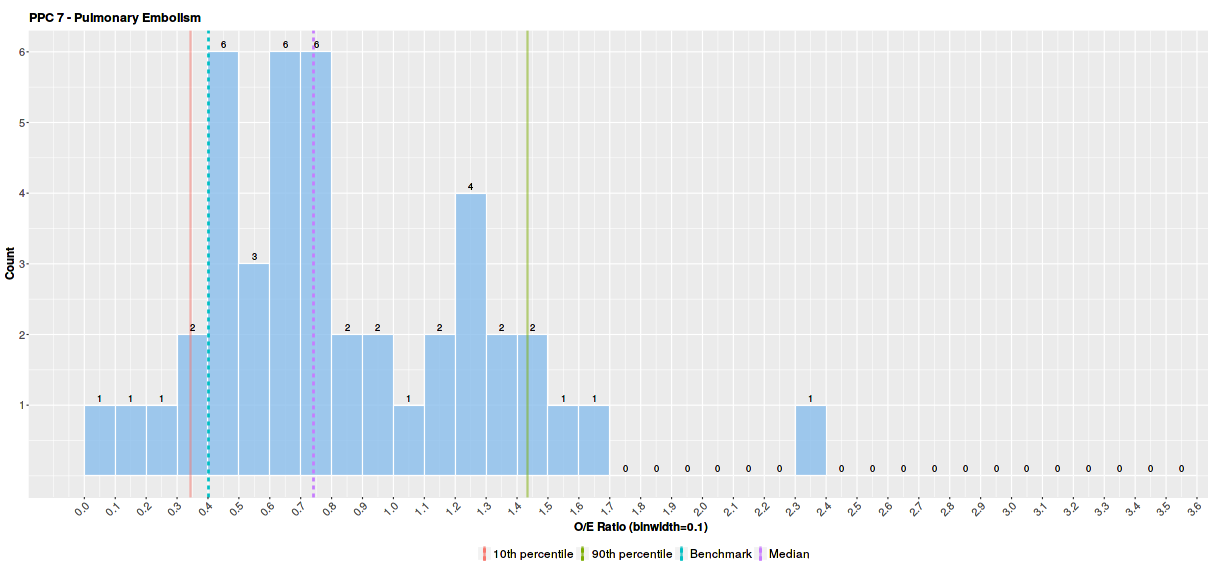 PPC 7 - Pulmonary Embolism
Count
6
5
4
3
2
1
1 1 1 2 6 3 6 6 2 2 1 2 4 2 2 1 1 0 0 0 0 0 0 1 0 0 0 0 0 0 0 0 0 0 0 0
0.0 0.1 0.2 0.3 0.4 0.5 0.6 0.7 0.8 0.9 1.0 1.1 1.2 1.3 1.4 1.5 1.6 1.7 1.8 1.9 2.0 2.1 2.2 2.3 2.4 2.5 2.6 2.7 2.8 2.9 3.0 3.1 3.2 3.3 3.4 3.5 3.6
O/E Ratio (binwidth=0.1)
10th percentile 90th percentile Benchmark Median